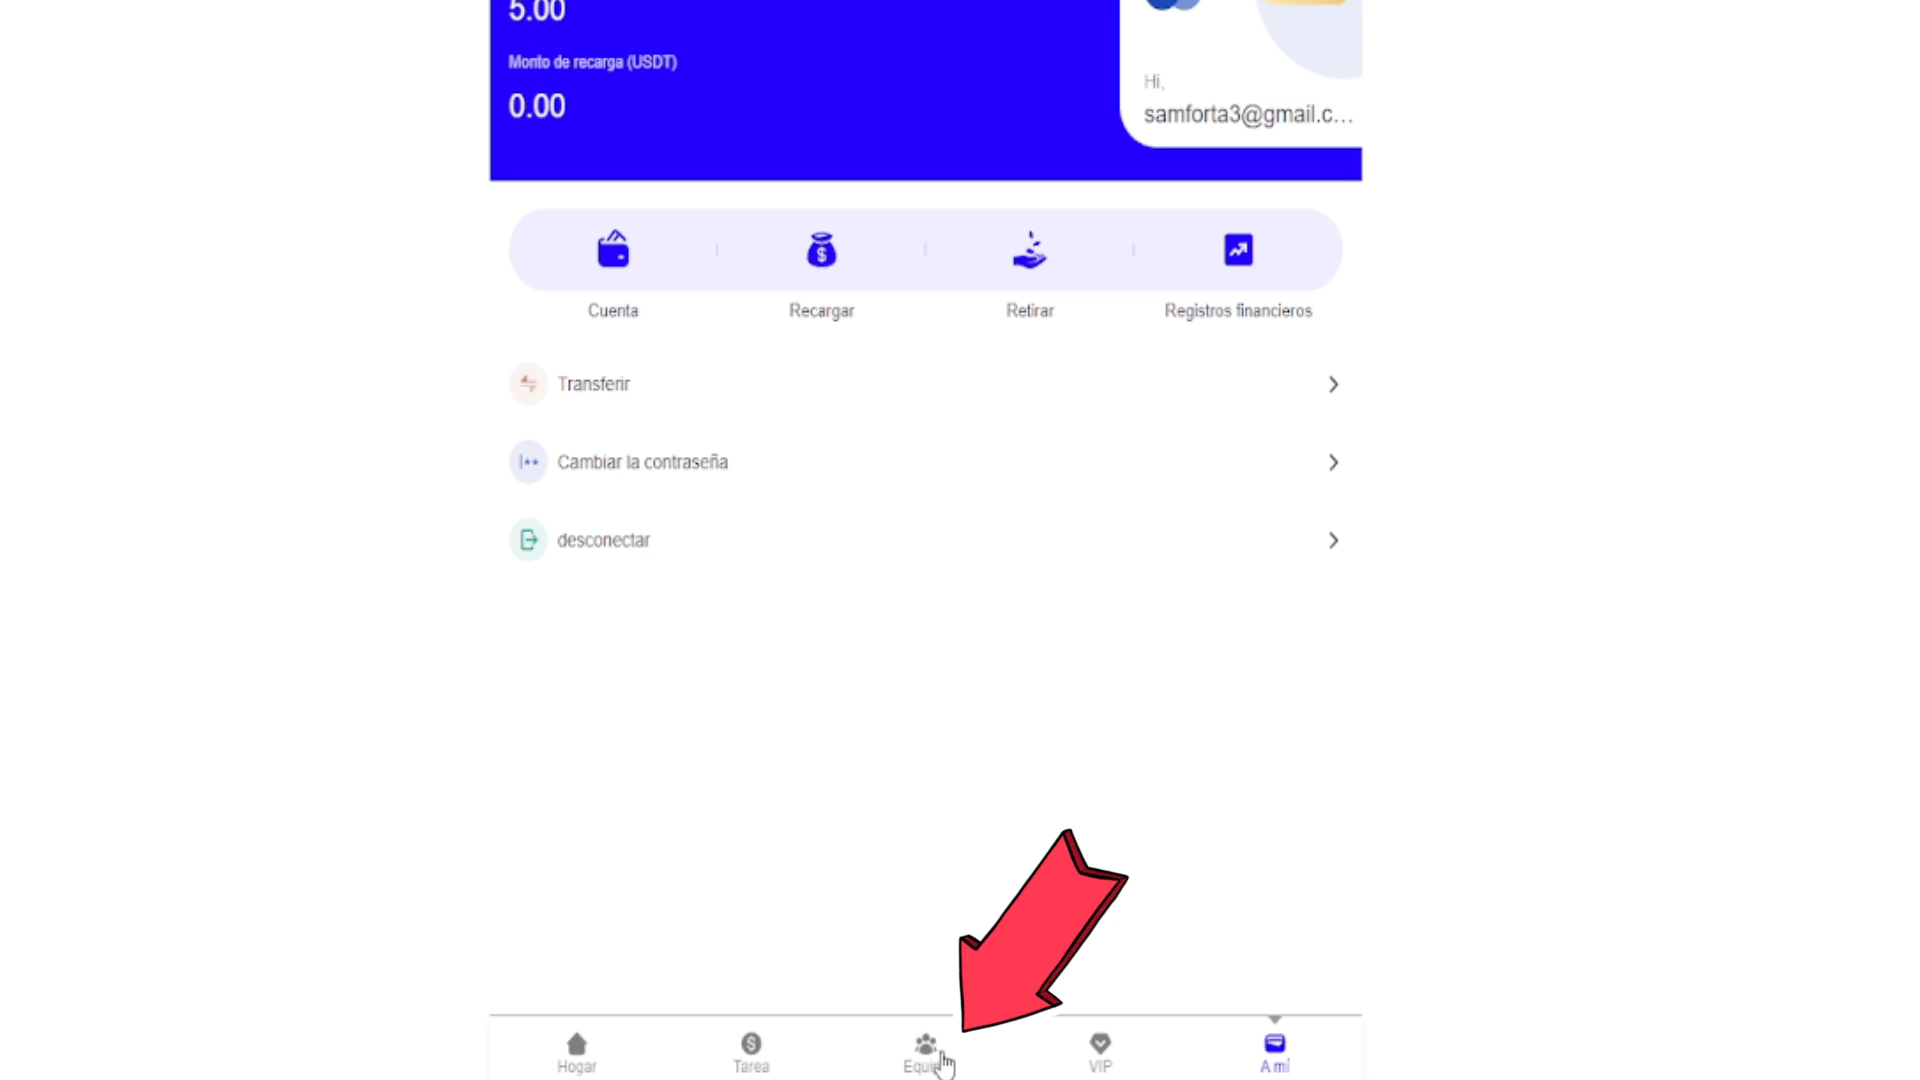 5.00
Monto de recarga (USDT)
0.00
Hi,
samforta3@gmail.c...
Cuenta
Recargar
Retirar
Registros financieros
Transferir
Cambiar la contraseña
desconectar
Hogar
Tarea
VIP
A mí